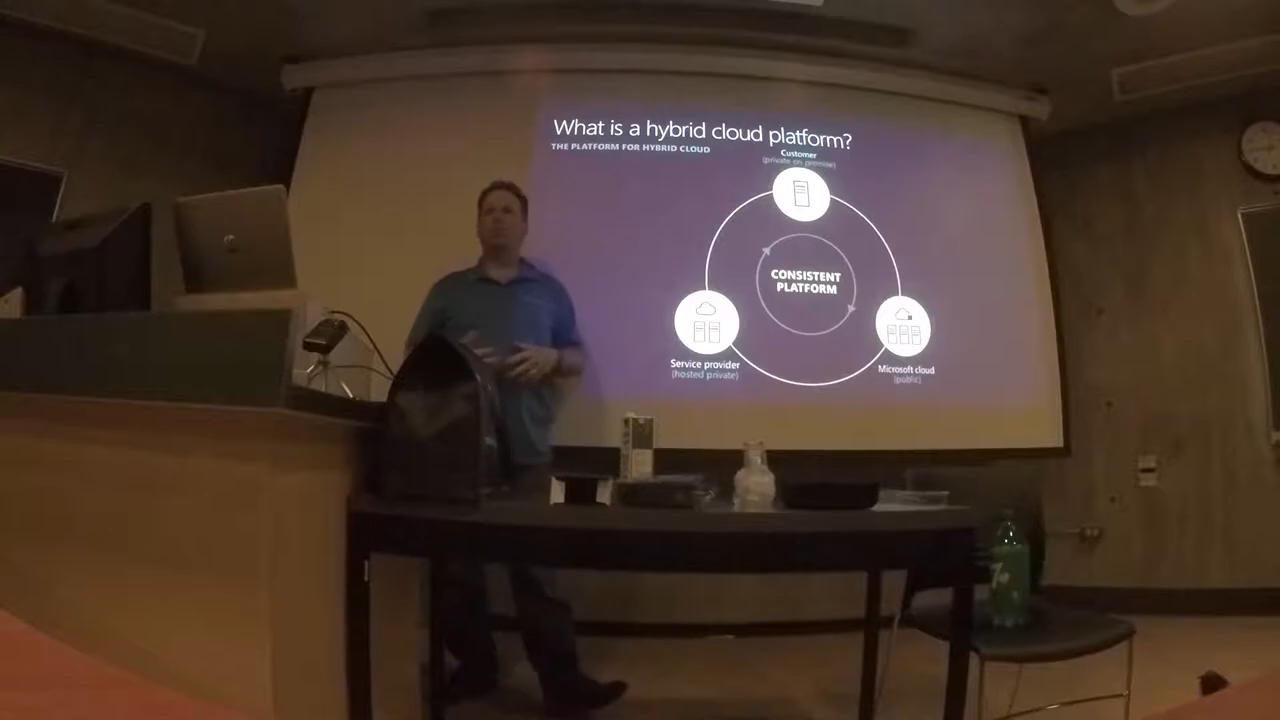 What is a hybrid cloud platform?
THE PLATFORM FOR HYBRID CLOUD
Customer
(private on premise)
CONSISTENT
PLATFORM
Service provider
(hosted private)
Microsoft cloud
(public)
7